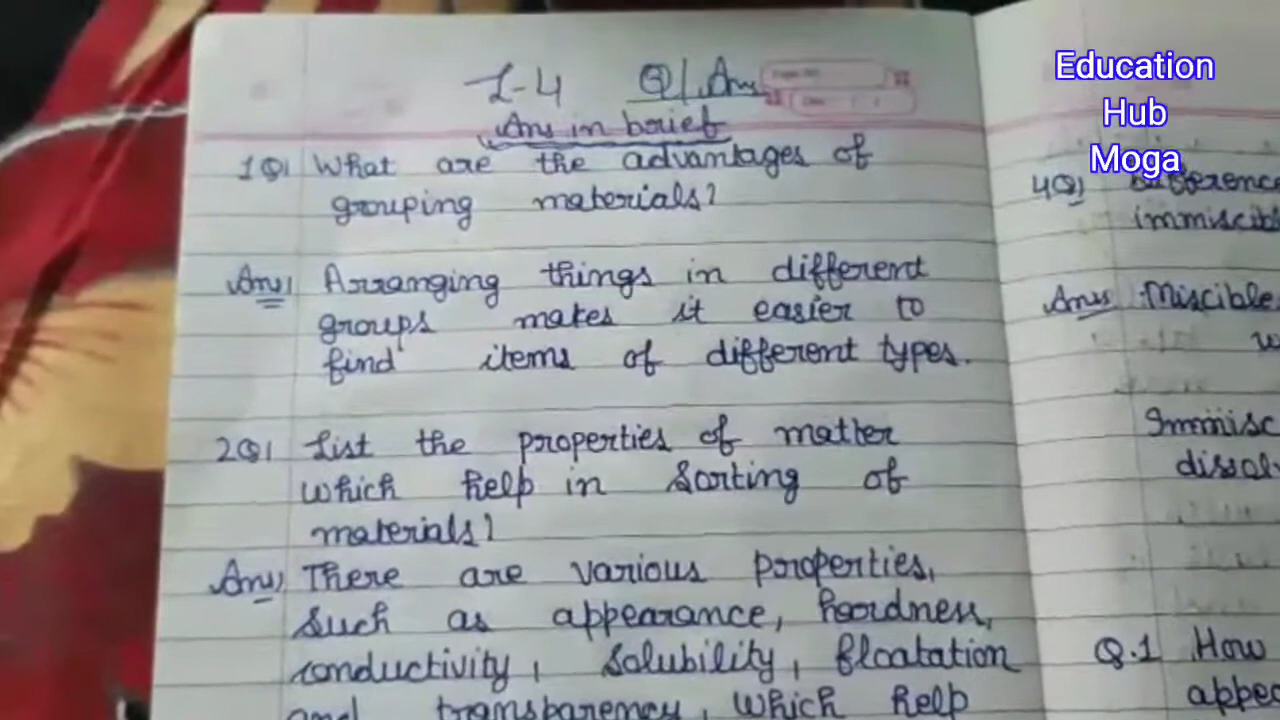 L-4 Q/Ans
Ans in brief
1Q1 What are the advantages of
grouping materials?
Ans) Arranging things in different
groups makes it easier to
find items of different types.
2Q1 List the properties of matter
which help in Sorting of
materials?
Ans) There are various properties,
such as appearance, hardness,
conductivity, solubility, floatation
and transparency, which help
Education
Hub
Moga
4Q)
immiscib
Ans Miscible
w
Immisc
dissol
Q.1 How
appea